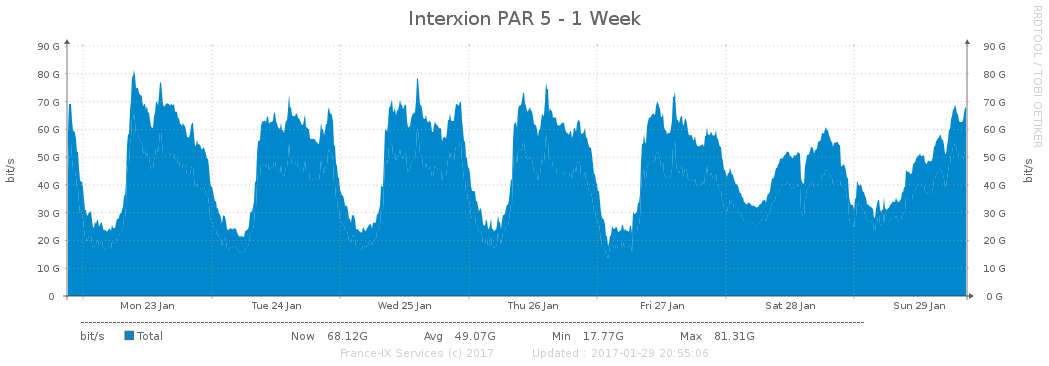 Interxion PAR 5 - 1 Week
RRDTOOL / TOBI OETIKER
bit/s
90 G 90 G
80 G 80 G
70 G 70 G
60 G 60 G
50 G 50 G
40 G 40 G
30 G 30 G
20 G 20 G
10 G 10 G
0 0 G
bit/s
Mon 23 Jan Tue 24 Jan Wed 25 Jan Thu 26 Jan Fri 27 Jan Sat 28 Jan Sun 29 Jan
bit/s Total Now 68.12G Avg 49.07G Min 17.77G Max 81.31G
France-IX Services (c) 2017 Updated : 2017-01-29 20:55:06